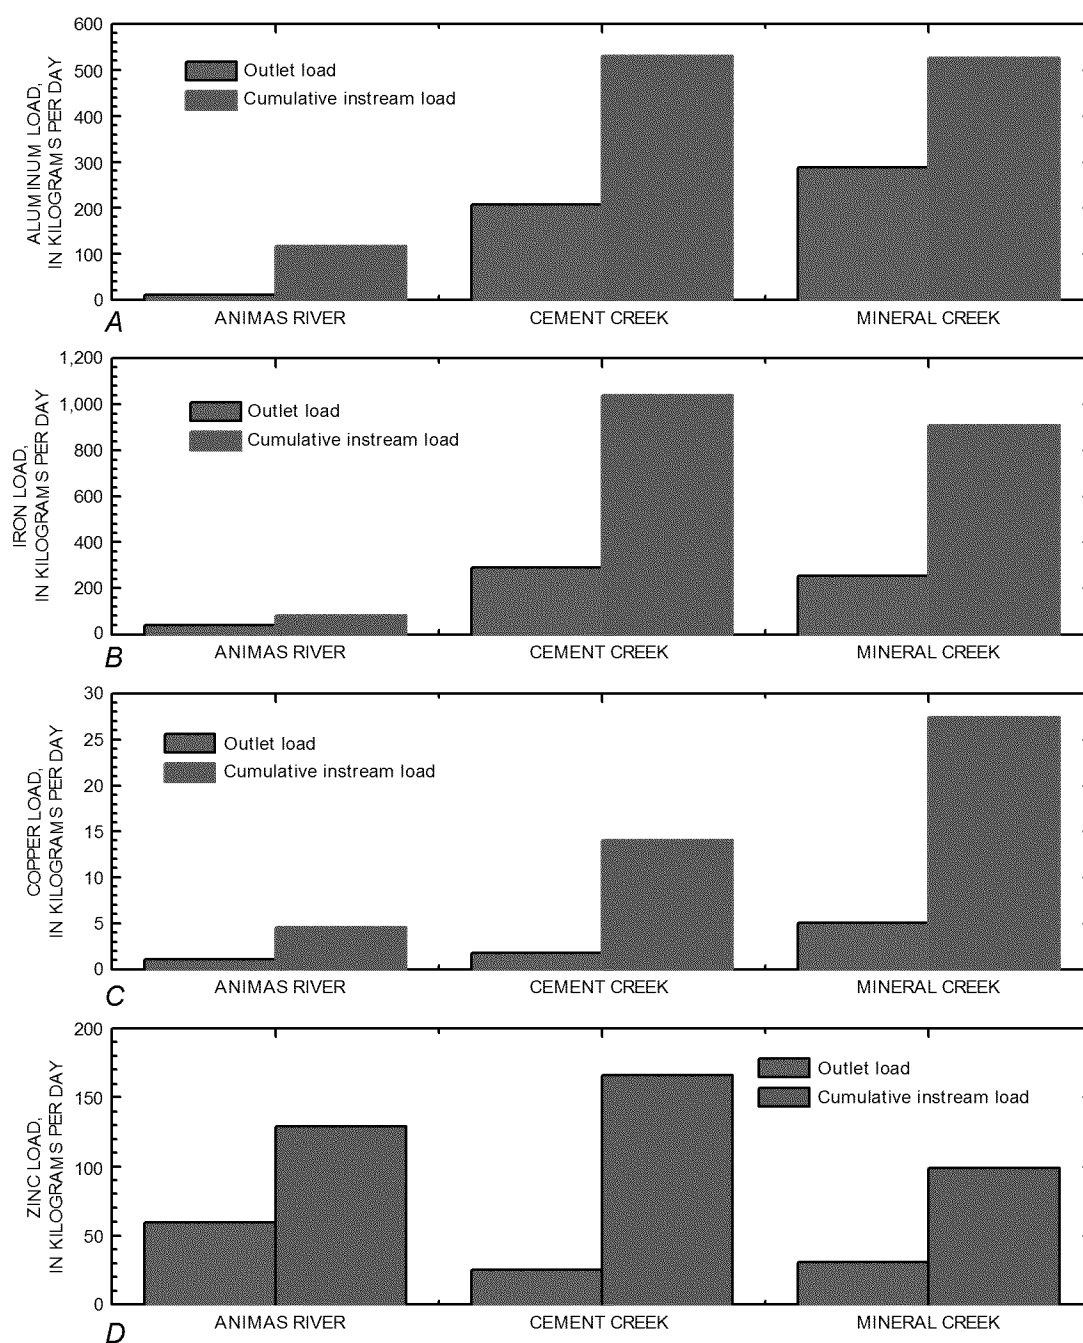 600
500
400
300
200
100
0
ALUMINUM LOAD,
IN KILOGRAMS PER DAY
Outlet load
Cumulative instream load
ANIMAS RIVER
CEMENT CREEK
MINERAL CREEK
A
1,200
1,000
800
600
400
200
0
IRON LOAD,
IN KILOGRAMS PER DAY
Outlet load
Cumulative instream load
ANIMAS RIVER
CEMENT CREEK
MINERAL CREEK
B
30
25
20
15
10
5
0
COPPER LOAD,
IN KILOGRAMS PER DAY
Outlet load
Cumulative instream load
ANIMAS RIVER
CEMENT CREEK
MINERAL CREEK
C
200
150
100
50
0
ZINC LOAD,
IN KILOGRAMS PER DAY
Outlet load
Cumulative instream load
ANIMAS RIVER
CEMENT CREEK
MINERAL CREEK
D